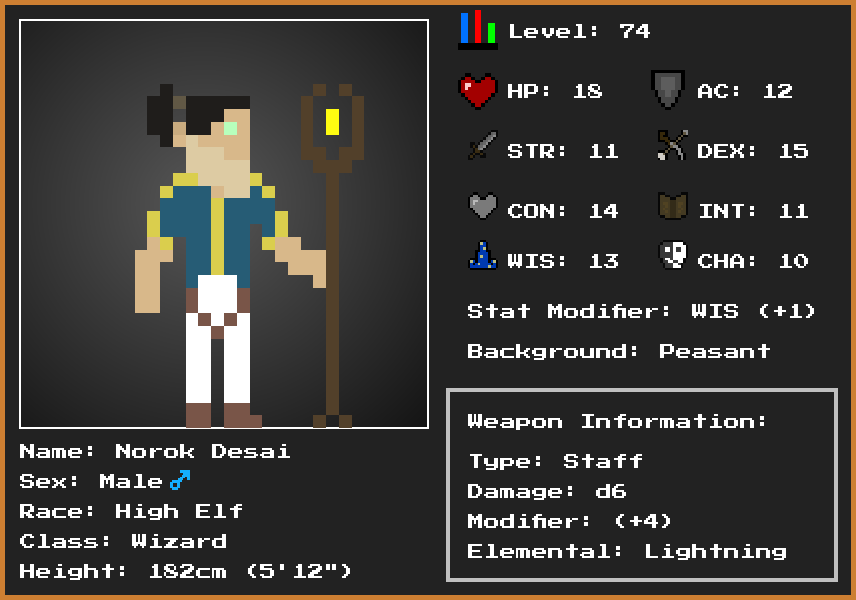 Level: 74
HP: 18 AC: 12
STR: 11 DEX: 15
CON: 14 INT: 11
WIS: 13 CHA: 10
Stat Modifier: WIS (+1)
Background: Peasant
Weapon Information:
Type: Staff
Damage: d6
Modifier: (+4)
Elemental: Lightning
Name: Norok Desai
Sex: Male♂
Race: High Elf
Class: Wizard
Height: 182cm (5'12")